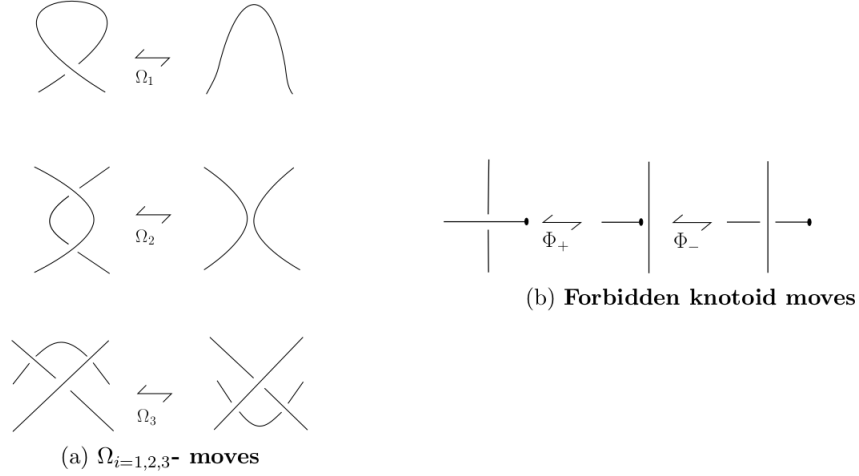 Ω₁
Ω₂
Φ₊
Φ₋
(b) Forbidden knotoid moves
Ω₃
(a) Ωᵢ₌₁,₂,₃- moves